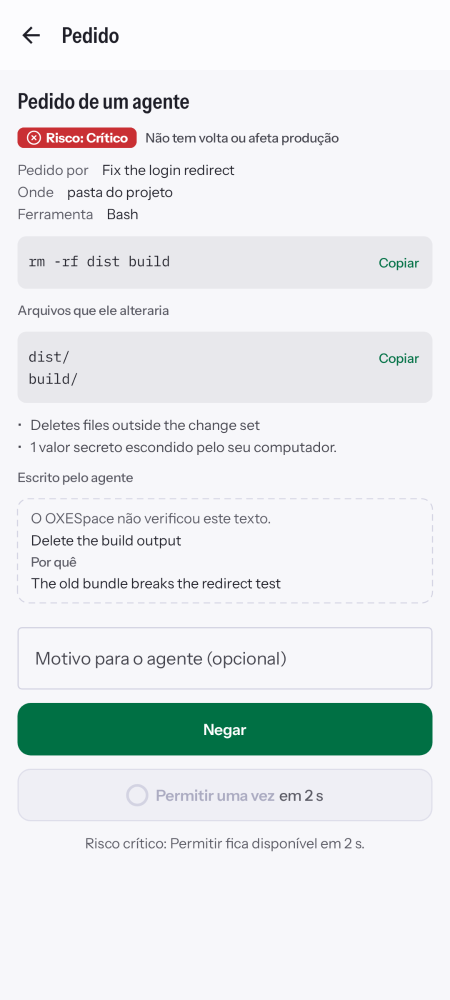 Pedido
Pedido de um agente
Risco: Crítico Não tem volta ou afeta produção
Pedido por Fix the login redirect
Onde pasta do projeto
Ferramenta Bash
rm -rf dist build Copiar
Arquivos que ele alteraria
dist/ Copiar
build/
• Deletes files outside the change set
• 1 valor secreto escondido pelo seu computador.
Escrito pelo agente
O OXESpace não verificou este texto.
Delete the build output
Por quê
The old bundle breaks the redirect test
Motivo para o agente (opcional)
Negar
Permitir uma vez em 2 s
Risco crítico: Permitir fica disponível em 2 s.